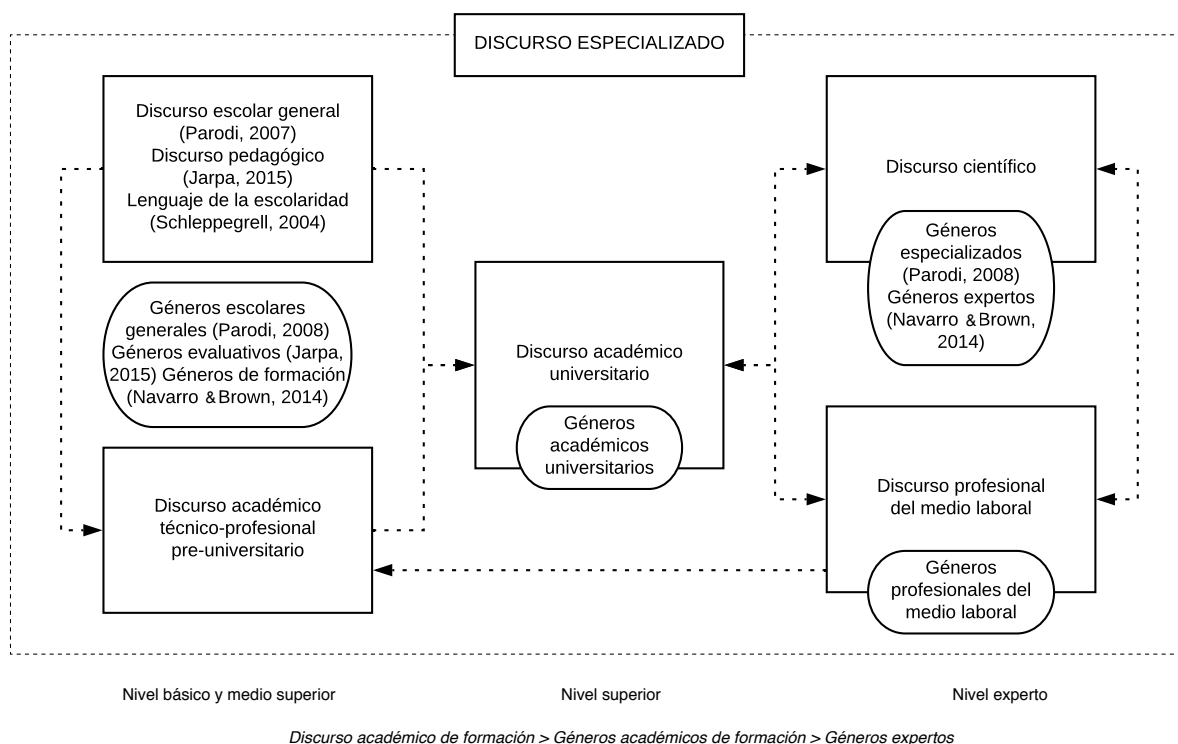 DISCURSO ESPECIALIZADO
Discurso escolar general
(Parodi, 2007)
Discurso pedagógico
(Jarpa, 2015)
Lenguaje de la escolaridad
(Schleppegrell, 2004)
Géneros escolares
generales (Parodi, 2008)
Géneros evaluativos (Jarpa,
2015) Géneros de formación
(Navarro & Brown, 2014)
Discurso académico
técnico-profesional
pre-universitario
Discurso académico
universitario
Géneros
académicos
universitarios
Discurso científico
Géneros
especializados
(Parodi, 2008)
Géneros expertos
(Navarro & Brown,
2014)
Discurso profesional
del medio laboral
Géneros
profesionales del
medio laboral
Nivel básico y medio superior
Nivel superior
Nivel experto
Discurso académico de formación > Géneros académicos de formación > Géneros expertos